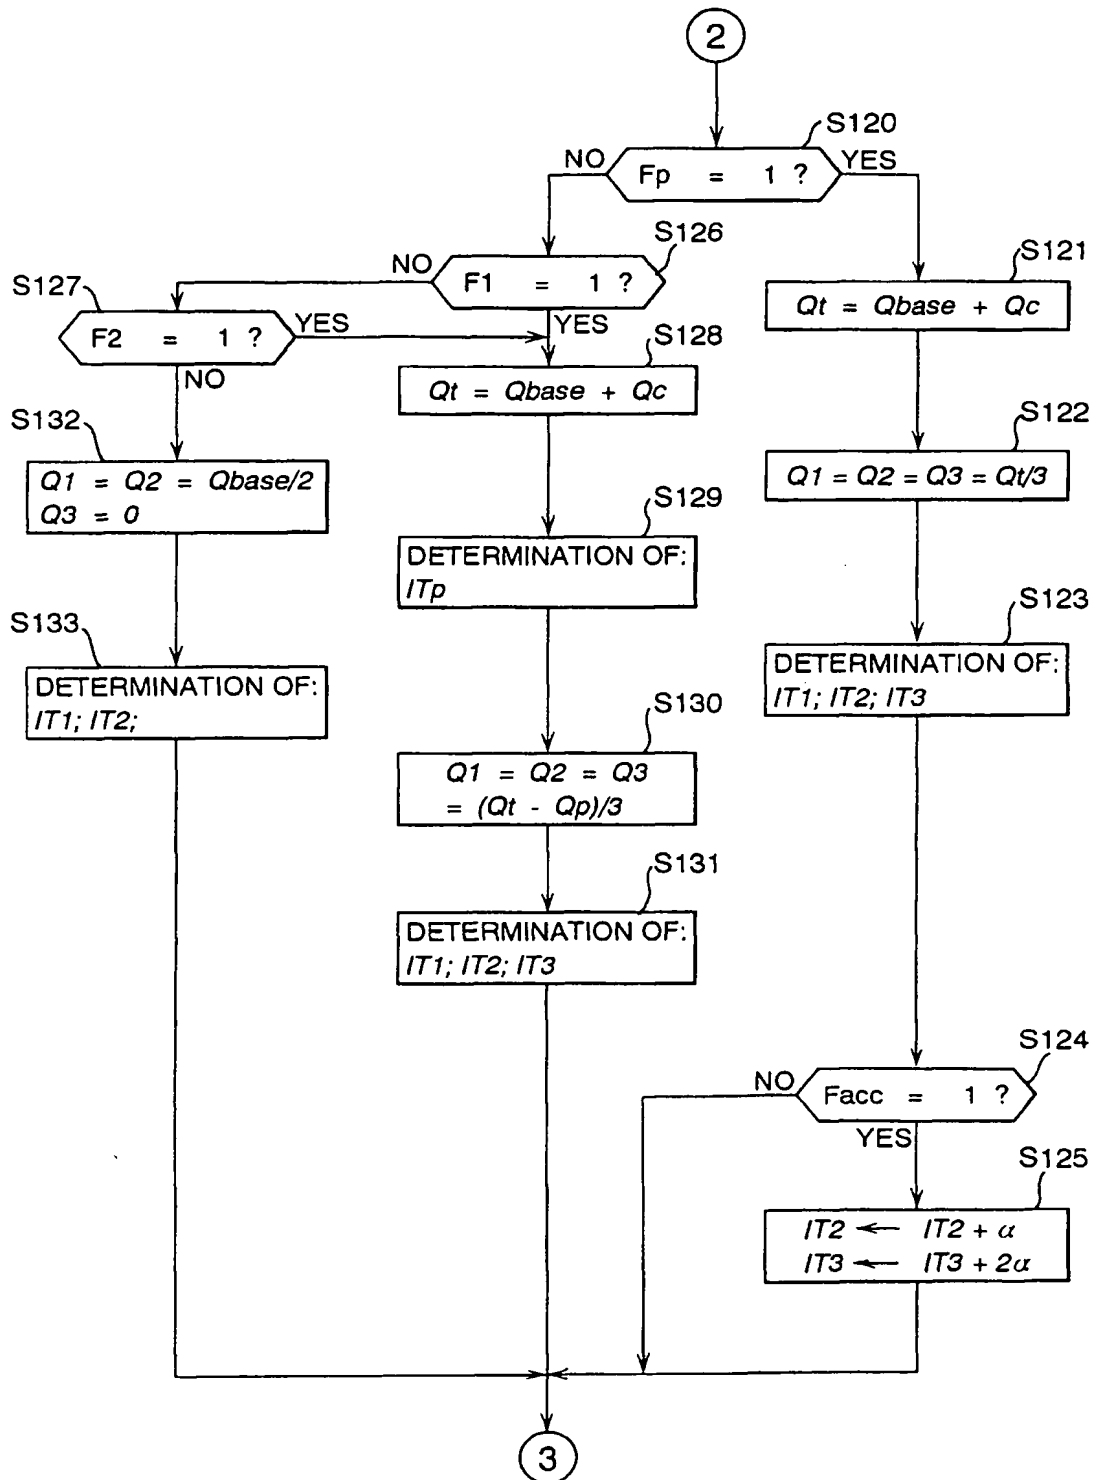 2
S120
NO
Fp = 1 ?
YES
S126
NO
F1 = 1 ?
YES
S121
Qt = Qbase + Qc
S127
F2 = 1 ?
YES
NO
S128
Qt = Qbase + Qc
S122
Q1 = Q2 = Q3 = Qt/3
S132
Q1 = Q2 = Qbase/2
Q3 = 0
S129
DETERMINATION OF:
ITp
S123
DETERMINATION OF:
IT1; IT2; IT3
S133
DETERMINATION OF:
IT1; IT2;
S130
Q1 = Q2 = Q3
= (Qt - Qp)/3
S131
DETERMINATION OF:
IT1; IT2; IT3
S124
NO
Facc = 1 ?
YES
S125
IT2 ← IT2 + α
IT3 ← IT3 + 2α
3